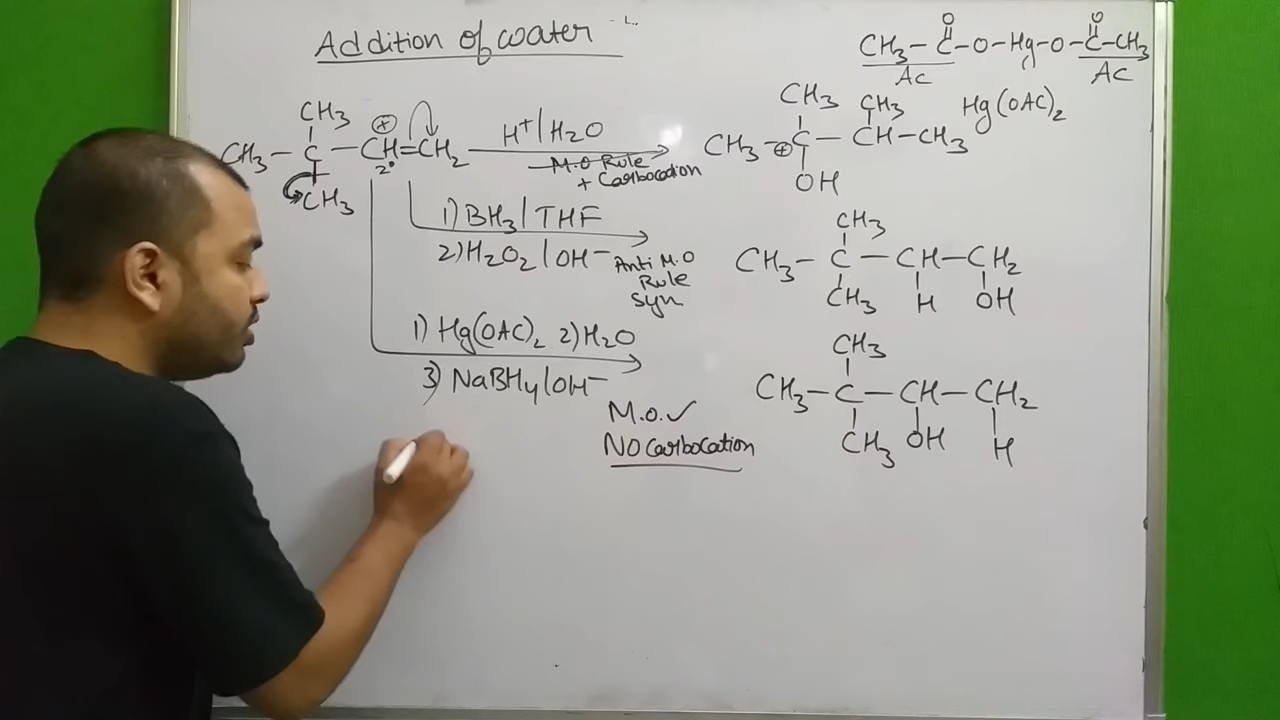 Addition of water
CH3 – C – O – Hg – O – C – CH3
O O
Ac Ac
Hg(OAC)2
CH3
CH3 – C – CH = CH2
⊕
2°
CH3
H+/H2O
M.O Rule
+ Carbocation
CH3 CH3
CH3 – C – CH – CH3
⊕
OH
1) BH3/THF
2) H2O2/OH–
Anti M.O
Rule
Syn
CH3
CH3 – C – CH – CH2
CH3 H OH
1) Hg(OAC)2 2) H2O
3) NaBH4/OH–
M.O. ✓
NO Carbocation
CH3
CH3 – C – CH – CH2
CH3 OH H